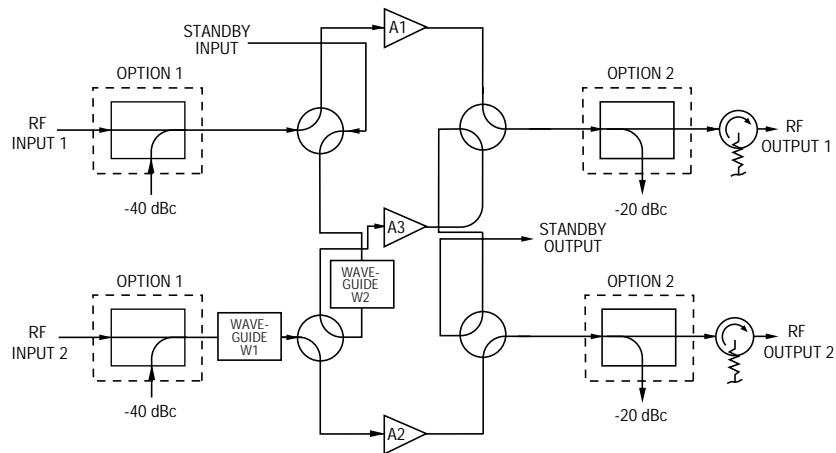 STANDBY
INPUT
A1
OPTION 1
OPTION 2
RF
INPUT 1
RF
OUTPUT 1
-40 dBc
-20 dBc
A3
STANDBY
OUTPUT
OPTION 1
WAVE-
GUIDE
W2
OPTION 2
RF
INPUT 2
WAVE-
GUIDE
W1
RF
OUTPUT 2
-40 dBc
A2
-20 dBc